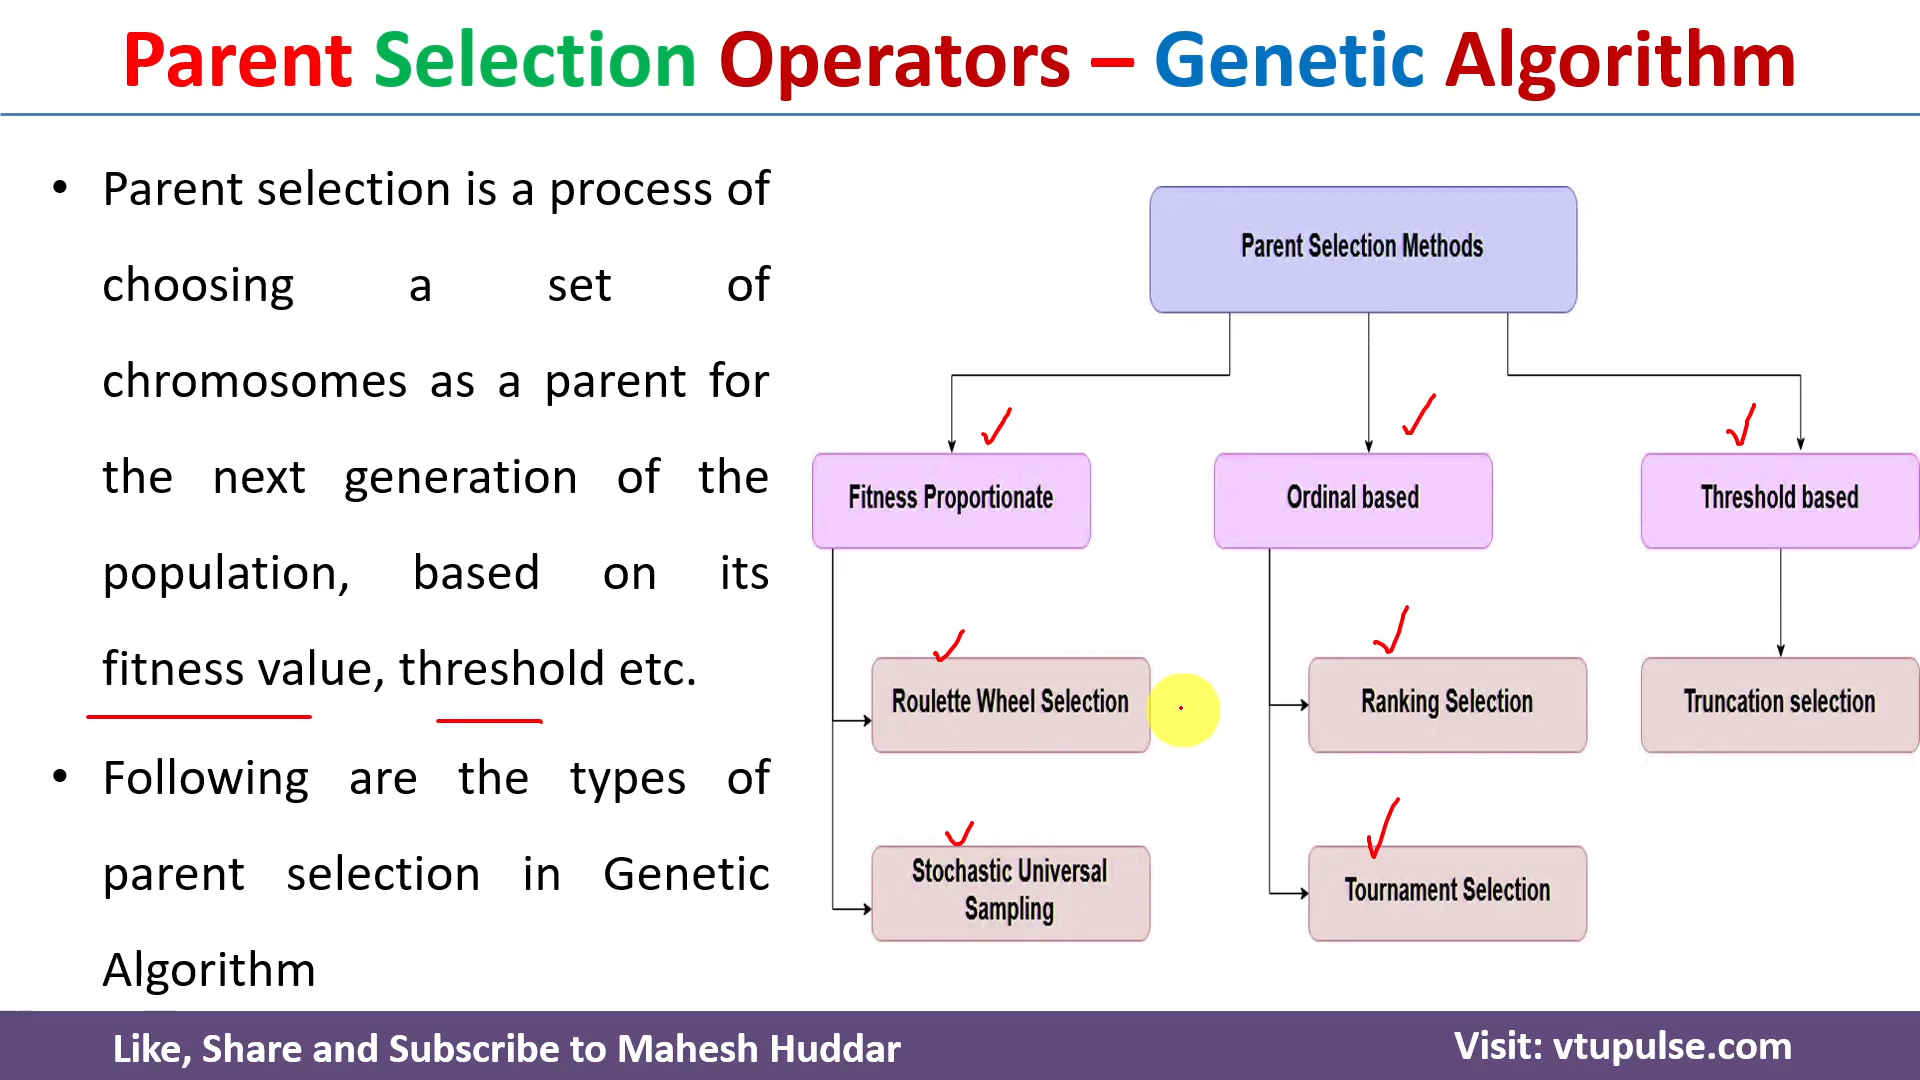 Parent Selection Operators – Genetic Algorithm
• Parent selection is a process of
choosing a set of
chromosomes as a parent for
the next generation of the
population, based on its
fitness value, threshold etc.
• Following are the types of
parent selection in Genetic
Algorithm
Parent Selection Methods
Fitness Proportionate
Ordinal based
Threshold based
Roulette Wheel Selection
Ranking Selection
Truncation selection
Stochastic Universal
Sampling
Tournament Selection
Like, Share and Subscribe to Mahesh Huddar
Visit: vtupulse.com